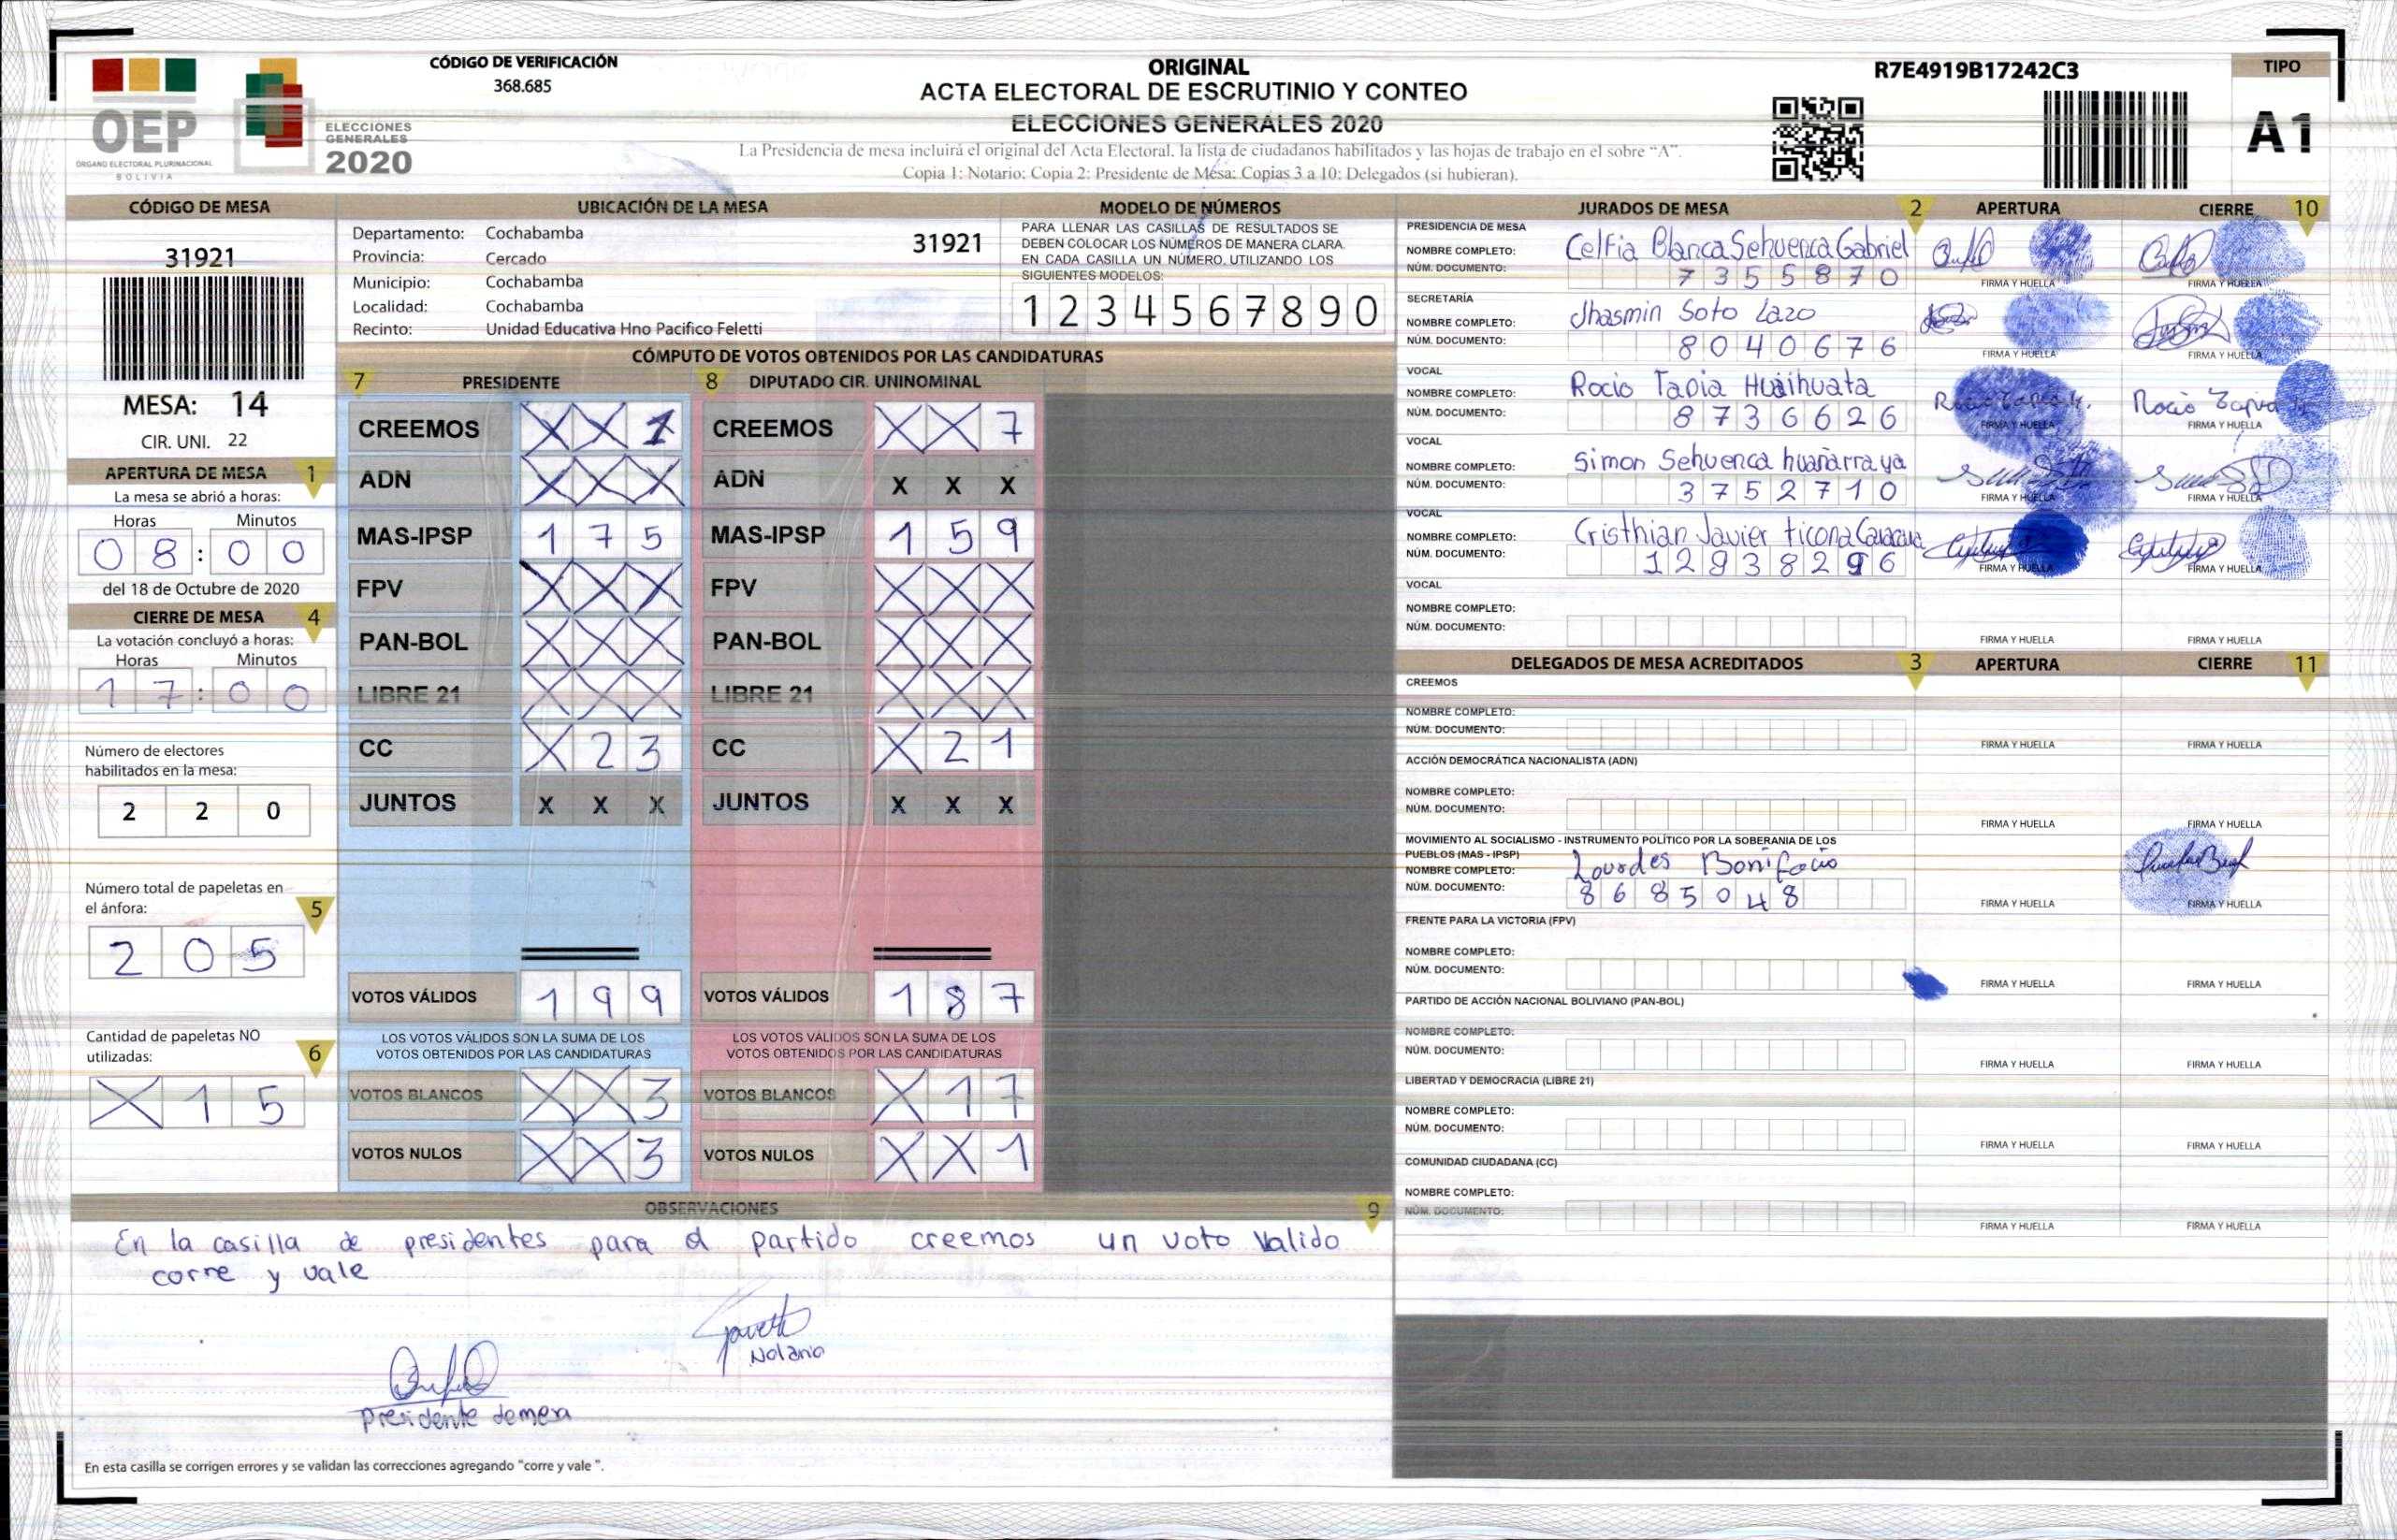 CÓDIGO DE VERIFICACIÓN
368.685
OEP
ÓRGANO ELECTORAL PLURINACIONAL
BOLIVIA
ELECCIONES
GENERALES
2020
ORIGINAL
ACTA ELECTORAL DE ESCRUTINIO Y CONTEO
ELECCIONES GENERALES 2020
La Presidencia de mesa incluirá el original del Acta Electoral, la lista de ciudadanos habilitados y las hojas de trabajo en el sobre "A".
Copia 1: Notario; Copia 2: Presidente de Mesa; Copias 3 a 10: Delegados (si hubieran).
R7E4919B17242C3
TIPO
A1
CÓDIGO DE MESA
31921
MESA: 14
CIR. UNI. 22
APERTURA DE MESA 1
La mesa se abrió a horas:
Horas Minutos
0 8 : 0 0
del 18 de Octubre de 2020
CIERRE DE MESA 4
La votación concluyó a horas:
Horas Minutos
1 7 : 0 0
Número de electores
habilitados en la mesa:
2 2 0
Número total de papeletas en
el ánfora: 5
2 0 5
Cantidad de papeletas NO
utilizadas: 6
X 1 5
UBICACIÓN DE LA MESA
Departamento: Cochabamba 31921
Provincia: Cercado
Municipio: Cochabamba
Localidad: Cochabamba
Recinto: Unidad Educativa Hno Pacifico Feletti
MODELO DE NÚMEROS
PARA LLENAR LAS CASILLAS DE RESULTADOS SE
DEBEN COLOCAR LOS NÚMEROS DE MANERA CLARA.
EN CADA CASILLA UN NÚMERO, UTILIZANDO LOS
SIGUIENTES MODELOS:
1 2 3 4 5 6 7 8 9 0
CÓMPUTO DE VOTOS OBTENIDOS POR LAS CANDIDATURAS
7 PRESIDENTE 8 DIPUTADO CIR. UNINOMINAL
CREEMOS X X 1 CREEMOS X X 7
ADN X X X ADN X X X
MAS-IPSP 1 7 5 MAS-IPSP 1 5 9
FPV X X X FPV X X X
PAN-BOL X X X PAN-BOL X X X
LIBRE 21 X X X LIBRE 21 X X X
CC X 2 3 CC X 2 1
JUNTOS X X X JUNTOS X X X
VOTOS VÁLIDOS 1 9 9 VOTOS VÁLIDOS 1 8 7
LOS VOTOS VÁLIDOS SON LA SUMA DE LOS LOS VOTOS VÁLIDOS SON LA SUMA DE LOS
VOTOS OBTENIDOS POR LAS CANDIDATURAS VOTOS OBTENIDOS POR LAS CANDIDATURAS
VOTOS BLANCOS X X 3 VOTOS BLANCOS X 1 7
VOTOS NULOS X X 3 VOTOS NULOS X X 1
OBSERVACIONES 9
En la casilla de presidentes para el partido creemos un voto Valido
corre y vale
Notario
presidente de mesa
En esta casilla se corrigen errores y se validan las correcciones agregando "corre y vale ".
JURADOS DE MESA 2 APERTURA CIERRE 10
PRESIDENCIA DE MESA
NOMBRE COMPLETO: Celfia Blanca Sehuenca Gabriel
NÚM. DOCUMENTO: 7 3 5 5 8 7 0
FIRMA Y HUELLA FIRMA Y HUELLA
SECRETARÍA
NOMBRE COMPLETO: Jhasmin Soto Lazo
NÚM. DOCUMENTO: 8 0 4 0 6 7 6
FIRMA Y HUELLA FIRMA Y HUELLA
VOCAL
NOMBRE COMPLETO: Rocio Tapia Huaihuata
NÚM. DOCUMENTO: 8 7 3 6 6 2 6
FIRMA Y HUELLA FIRMA Y HUELLA
VOCAL
NOMBRE COMPLETO: Simon Sehuenca huañarraya
NÚM. DOCUMENTO: 3 7 5 2 7 1 0
FIRMA Y HUELLA FIRMA Y HUELLA
VOCAL
NOMBRE COMPLETO: Cristhian Javier ticona
NÚM. DOCUMENTO: 1 2 9 3 8 2 9 6
FIRMA Y HUELLA FIRMA Y HUELLA
VOCAL
NOMBRE COMPLETO:
NÚM. DOCUMENTO:
FIRMA Y HUELLA FIRMA Y HUELLA
DELEGADOS DE MESA ACREDITADOS 3 APERTURA CIERRE 11
CREEMOS
NOMBRE COMPLETO:
NÚM. DOCUMENTO:
FIRMA Y HUELLA FIRMA Y HUELLA
ACCIÓN DEMOCRÁTICA NACIONALISTA (ADN)
NOMBRE COMPLETO:
NÚM. DOCUMENTO:
FIRMA Y HUELLA FIRMA Y HUELLA
MOVIMIENTO AL SOCIALISMO - INSTRUMENTO POLÍTICO POR LA SOBERANIA DE LOS
PUEBLOS (MAS - IPSP)
NOMBRE COMPLETO: Lourdes Bonifacio
NÚM. DOCUMENTO: 8 6 8 5 0 4 8
FIRMA Y HUELLA FIRMA Y HUELLA
FRENTE PARA LA VICTORIA (FPV)
NOMBRE COMPLETO:
NÚM. DOCUMENTO:
FIRMA Y HUELLA FIRMA Y HUELLA
PARTIDO DE ACCIÓN NACIONAL BOLIVIANO (PAN-BOL)
NOMBRE COMPLETO:
NÚM. DOCUMENTO:
FIRMA Y HUELLA FIRMA Y HUELLA
LIBERTAD Y DEMOCRACIA (LIBRE 21)
NOMBRE COMPLETO:
NÚM. DOCUMENTO:
FIRMA Y HUELLA FIRMA Y HUELLA
COMUNIDAD CIUDADANA (CC)
NOMBRE COMPLETO:
NÚM. DOCUMENTO:
FIRMA Y HUELLA FIRMA Y HUELLA